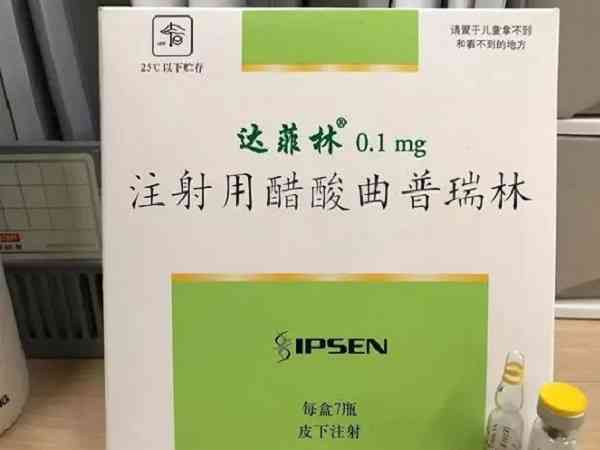 25℃以下贮存
请置于儿童拿不到
和看不到的地方
达菲林® 0.1 mg
注射用醋酸曲普瑞林
IPSEN
每盒7瓶
皮下注射